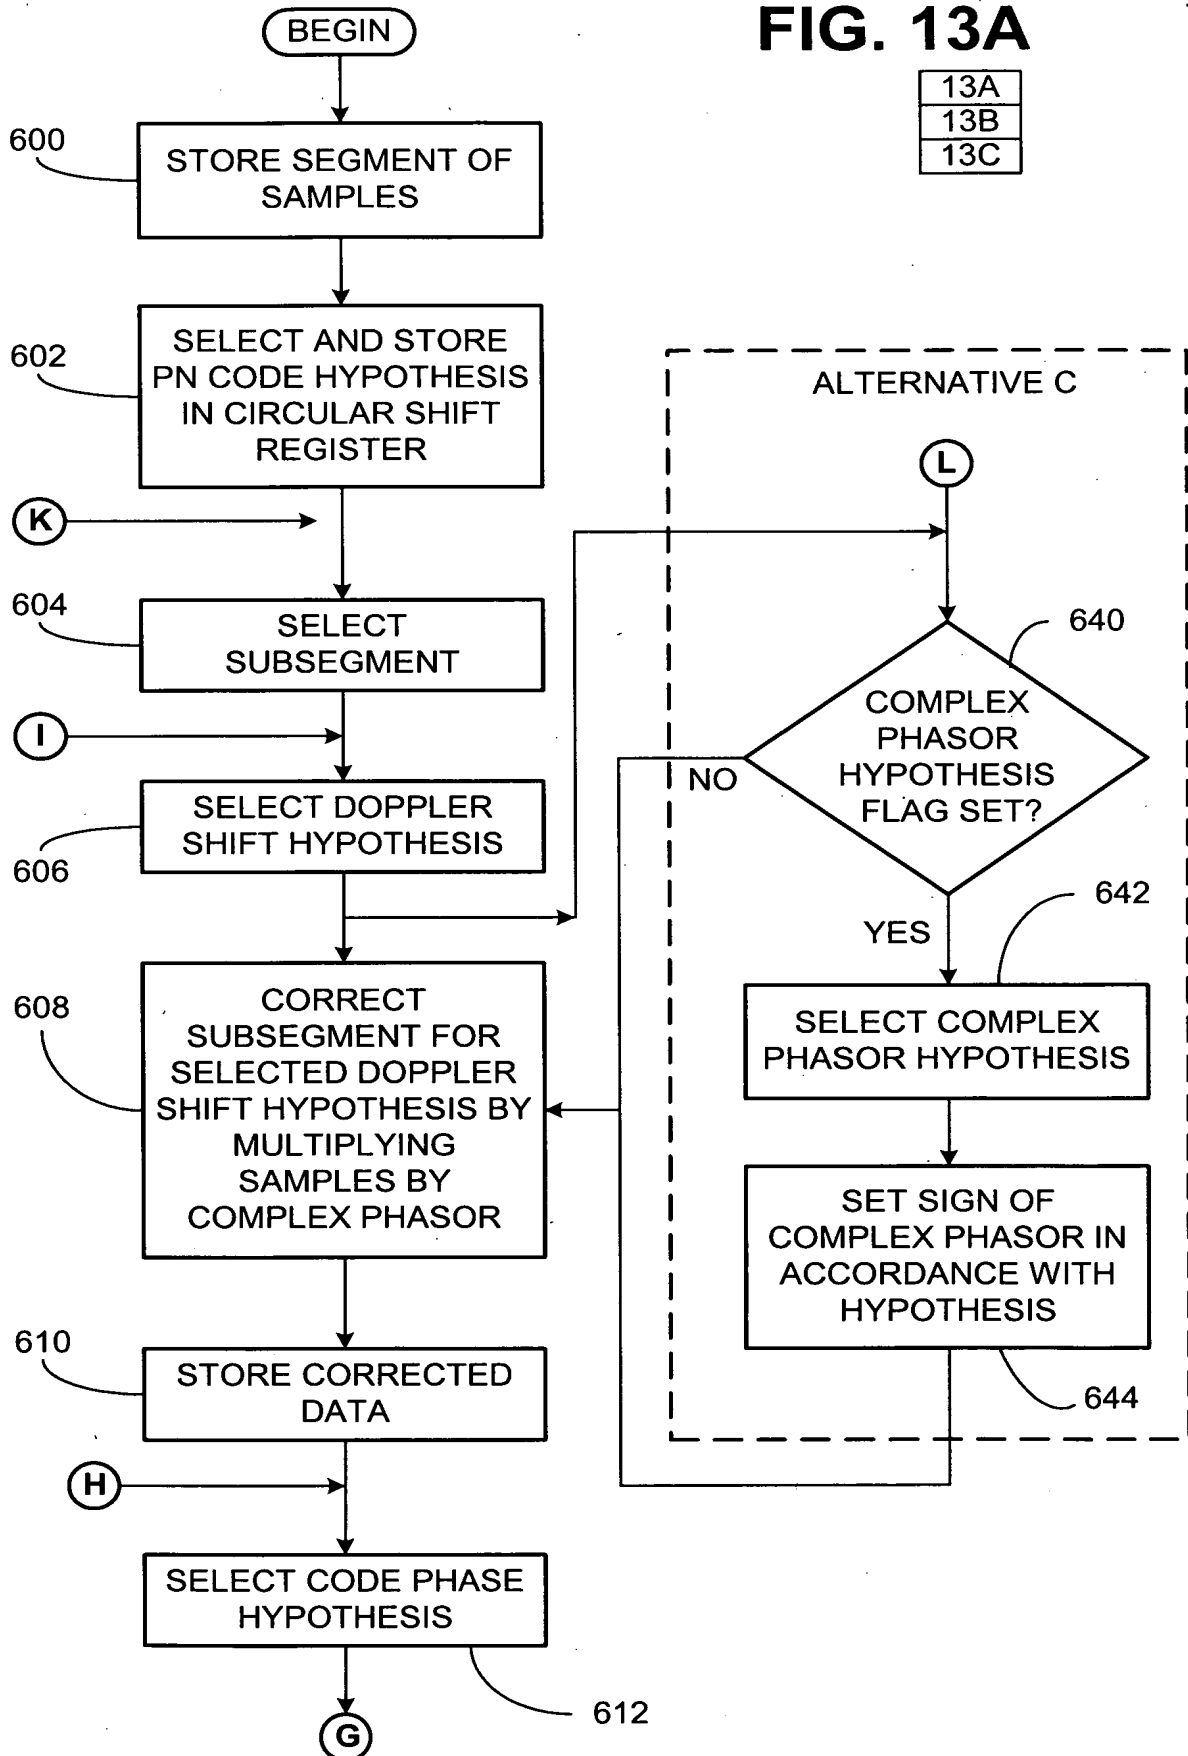 FIG. 13A
13A
13B
13C
BEGIN
600
STORE SEGMENT OF
SAMPLES
602
SELECT AND STORE
PN CODE HYPOTHESIS
IN CIRCULAR SHIFT
REGISTER
K
604
SELECT
SUBSEGMENT
I
606
SELECT DOPPLER
SHIFT HYPOTHESIS
608
CORRECT
SUBSEGMENT FOR
SELECTED DOPPLER
SHIFT HYPOTHESIS BY
MULTIPLYING
SAMPLES BY
COMPLEX PHASOR
610
STORE CORRECTED
DATA
H
SELECT CODE PHASE
HYPOTHESIS
612
G
ALTERNATIVE C
L
640
COMPLEX
PHASOR
HYPOTHESIS
FLAG SET?
NO
YES
642
SELECT COMPLEX
PHASOR HYPOTHESIS
SET SIGN OF
COMPLEX PHASOR IN
ACCORDANCE WITH
HYPOTHESIS
644